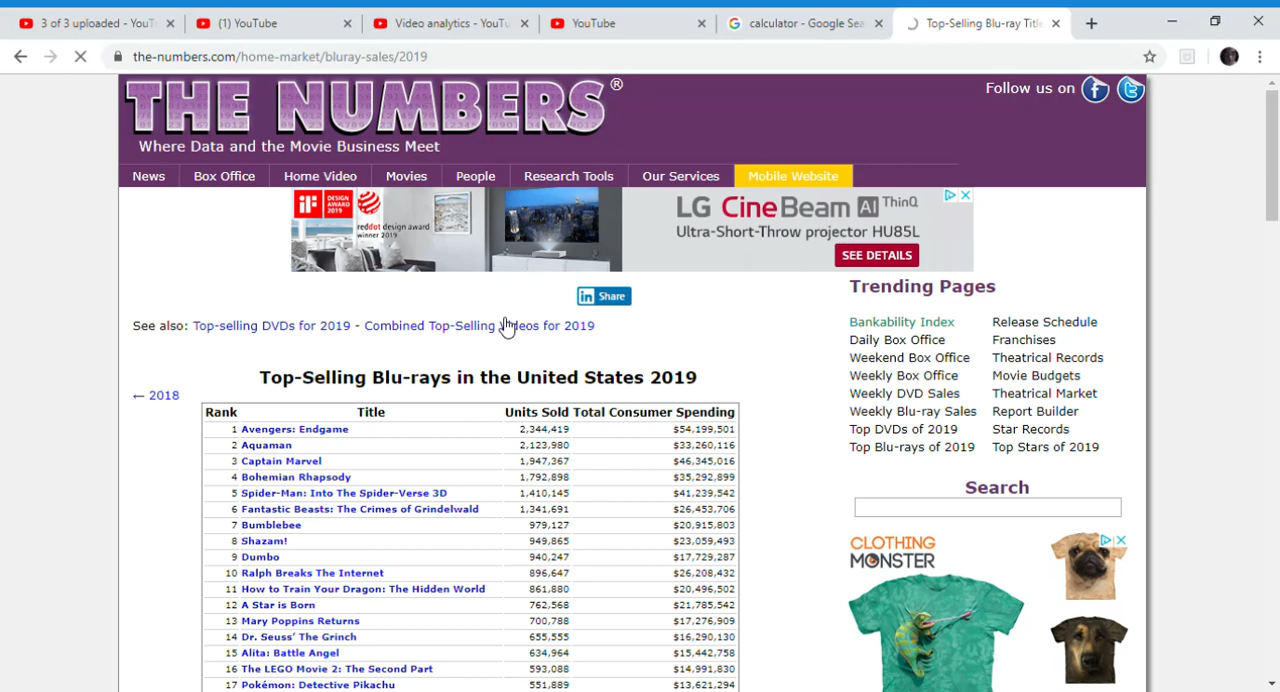 3 of 3 uploaded - YouT
(1) YouTube
Video analytics - YouTu
YouTube
calculator - Google Sea
Top-Selling Blu-ray Title
the-numbers.com/home-market/bluray-sales/2019
THE NUMBERS®
Where Data and the Movie Business Meet
Follow us on
News Box Office Home Video Movies People Research Tools Our Services Mobile Website
iF DESIGN AWARD 2019
reddot design award
winner 2019
LG CineBeam AI ThinQ
Ultra-Short-Throw projector HU85L
SEE DETAILS
in Share
See also: Top-selling DVDs for 2019 - Combined Top-Selling Videos for 2019
Top-Selling Blu-rays in the United States 2019
← 2018
Rank Title Units Sold Total Consumer Spending
1 Avengers: Endgame 2,344,419 $54,199,501
2 Aquaman 2,123,980 $33,260,116
3 Captain Marvel 1,947,367 $46,345,016
4 Bohemian Rhapsody 1,792,898 $35,292,899
5 Spider-Man: Into The Spider-Verse 3D 1,410,145 $41,239,542
6 Fantastic Beasts: The Crimes of Grindelwald 1,341,691 $26,453,706
7 Bumblebee 979,127 $20,915,803
8 Shazam! 949,865 $23,059,493
9 Dumbo 940,247 $17,729,287
10 Ralph Breaks The Internet 896,647 $26,208,432
11 How to Train Your Dragon: The Hidden World 861,880 $20,496,502
12 A Star is Born 762,568 $21,785,542
13 Mary Poppins Returns 700,788 $17,276,909
14 Dr. Seuss' The Grinch 655,555 $16,290,130
15 Alita: Battle Angel 634,964 $15,442,758
16 The LEGO Movie 2: The Second Part 593,088 $14,991,830
17 Pokémon: Detective Pikachu 551,889 $13,621,294
Trending Pages
Bankability Index Release Schedule
Daily Box Office Franchises
Weekend Box Office Theatrical Records
Weekly Box Office Movie Budgets
Weekly DVD Sales Theatrical Market
Weekly Blu-ray Sales Report Builder
Top DVDs of 2019 Star Records
Top Blu-rays of 2019 Top Stars of 2019
Search
CLOTHING
MONSTER